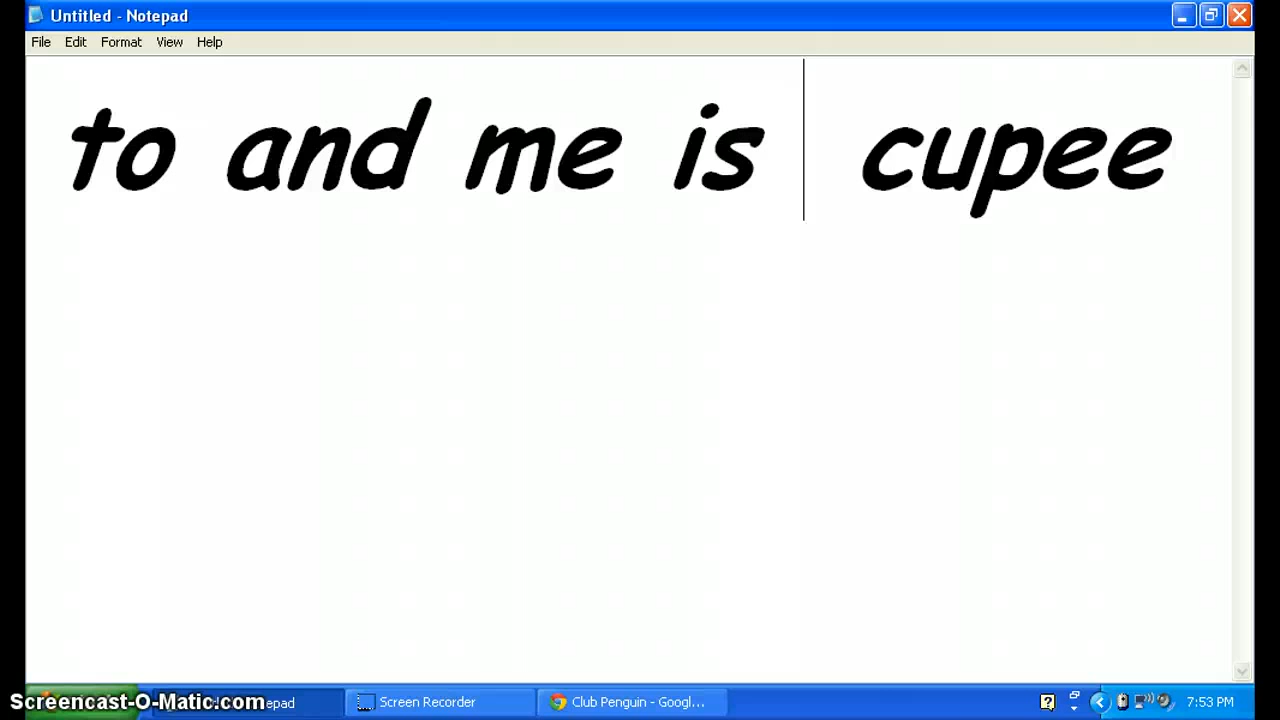 Untitled - Notepad
File Edit Format View Help
to and me is cupee
Screencast-O-Matic.com epad Screen Recorder Club Penguin - Googl... 7:53 PM